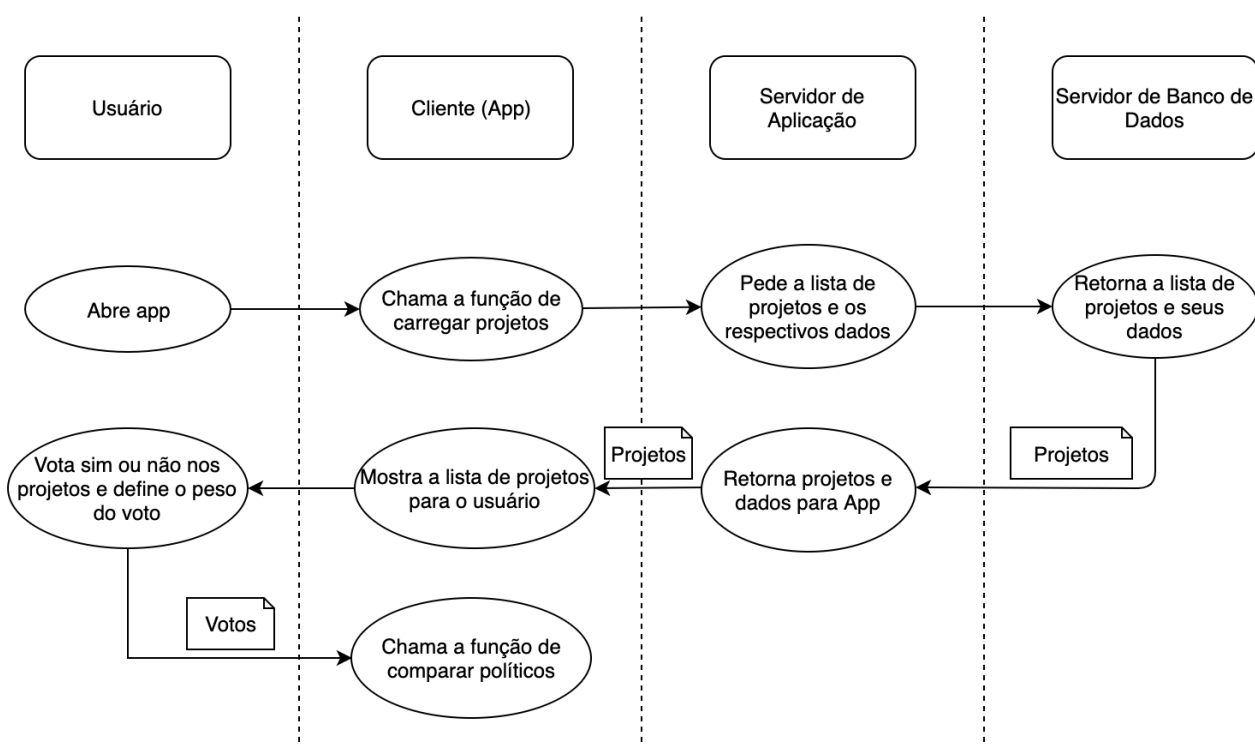 Usuário
Cliente (App)
Servidor de
Aplicação
Servidor de Banco de
Dados
Abre app
Chama a função de
carregar projetos
Pede a lista de
projetos e os
respectivos dados
Retorna a lista de
projetos e seus
dados
Vota sim ou não nos
projetos e define o peso
do voto
Mostra a lista de projetos
para o usuário
Projetos
Retorna projetos e
dados para App
Projetos
Votos
Chama a função de
comparar políticos